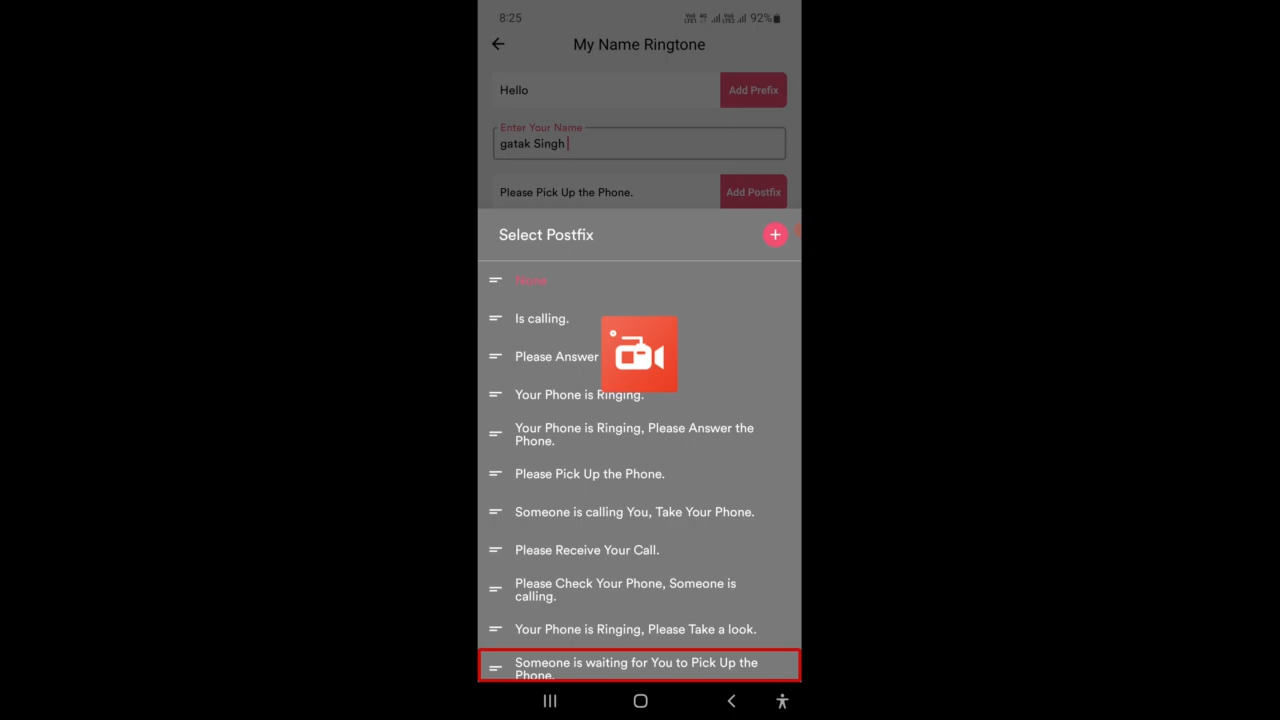 8:25
92%
My Name Ringtone
Hello
Add Prefix
Enter Your Name
gatak Singh
Please Pick Up the Phone.
Add Postfix
Select Postfix
None
Is calling.
Please Answer
Your Phone is Ringing.
Your Phone is Ringing, Please Answer the
Phone.
Please Pick Up the Phone.
Someone is calling You, Take Your Phone.
Please Receive Your Call.
Please Check Your Phone, Someone is
calling.
Your Phone is Ringing, Please Take a look.
Someone is waiting for You to Pick Up the
Phone.